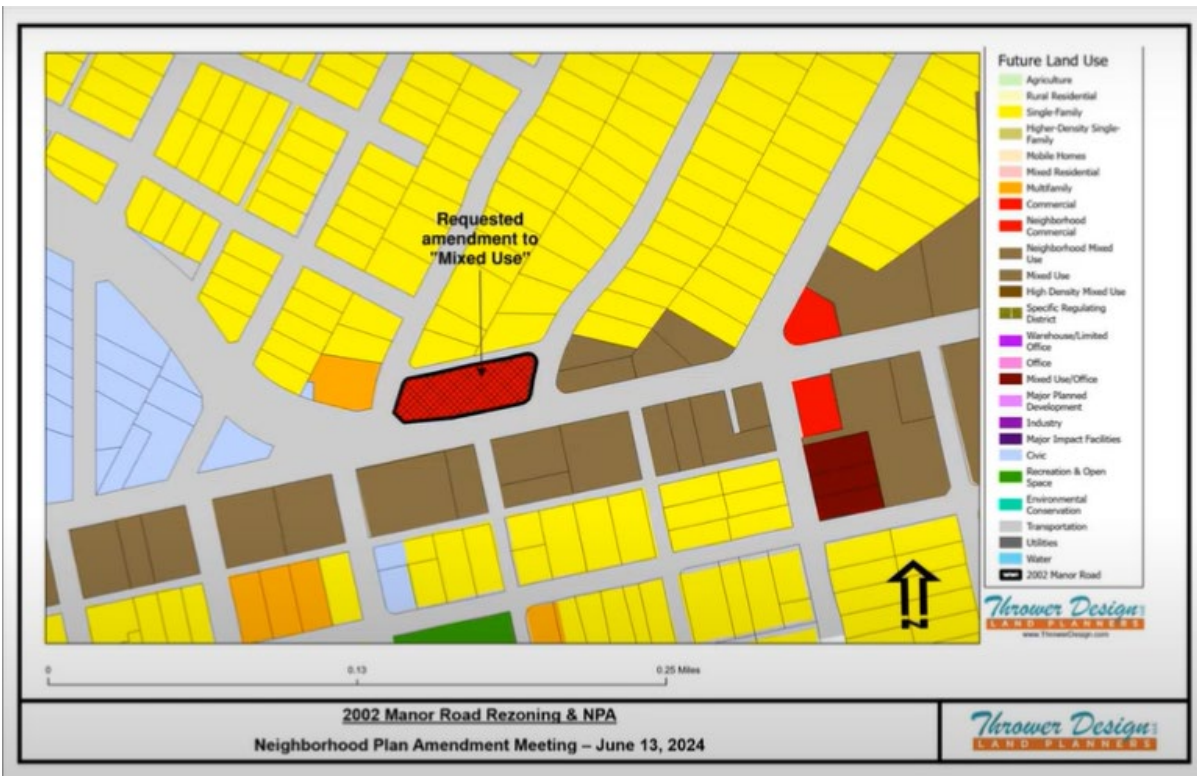 Requested
amendment to
"Mixed Use"
Future Land Use
Agriculture
Rural Residential
Single-Family
Higher-Density Single-
Family
Mobile Homes
Mixed Residential
Multifamily
Commercial
Neighborhood
Commercial
Neighborhood Mixed
Use
Mixed Use
High Density Mixed Use
Specific Regulating
District
Warehouse/Limited
Office
Office
Mixed Use/Office
Major Planned
Development
Industry
Major Impact Facilities
Civic
Recreation & Open
Space
Environmental
Conservation
Transportation
Utilities
Water
2002 Manor Road
N
Thrower Design
LAND PLANNERS
www.ThrowerDesign.com
0 0.13 0.25 Miles
2002 Manor Road Rezoning & NPA
Neighborhood Plan Amendment Meeting – June 13, 2024
Thrower Design
LAND PLANNERS